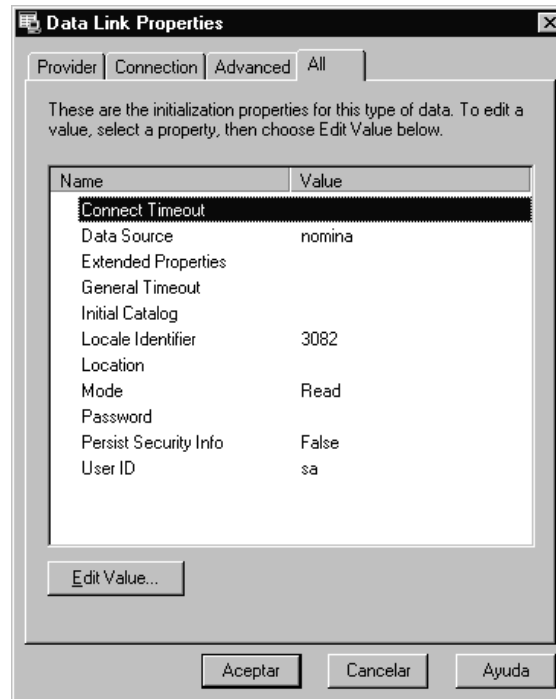 Data Link Properties
Provider Connection Advanced All
These are the initialization properties for this type of data. To edit a
value, select a property, then choose Edit Value below.
Name Value
Connect Timeout
Data Source nomina
Extended Properties
General Timeout
Initial Catalog
Locale Identifier 3082
Location
Mode Read
Password
Persist Security Info False
User ID sa
Edit Value...
Aceptar Cancelar Ayuda